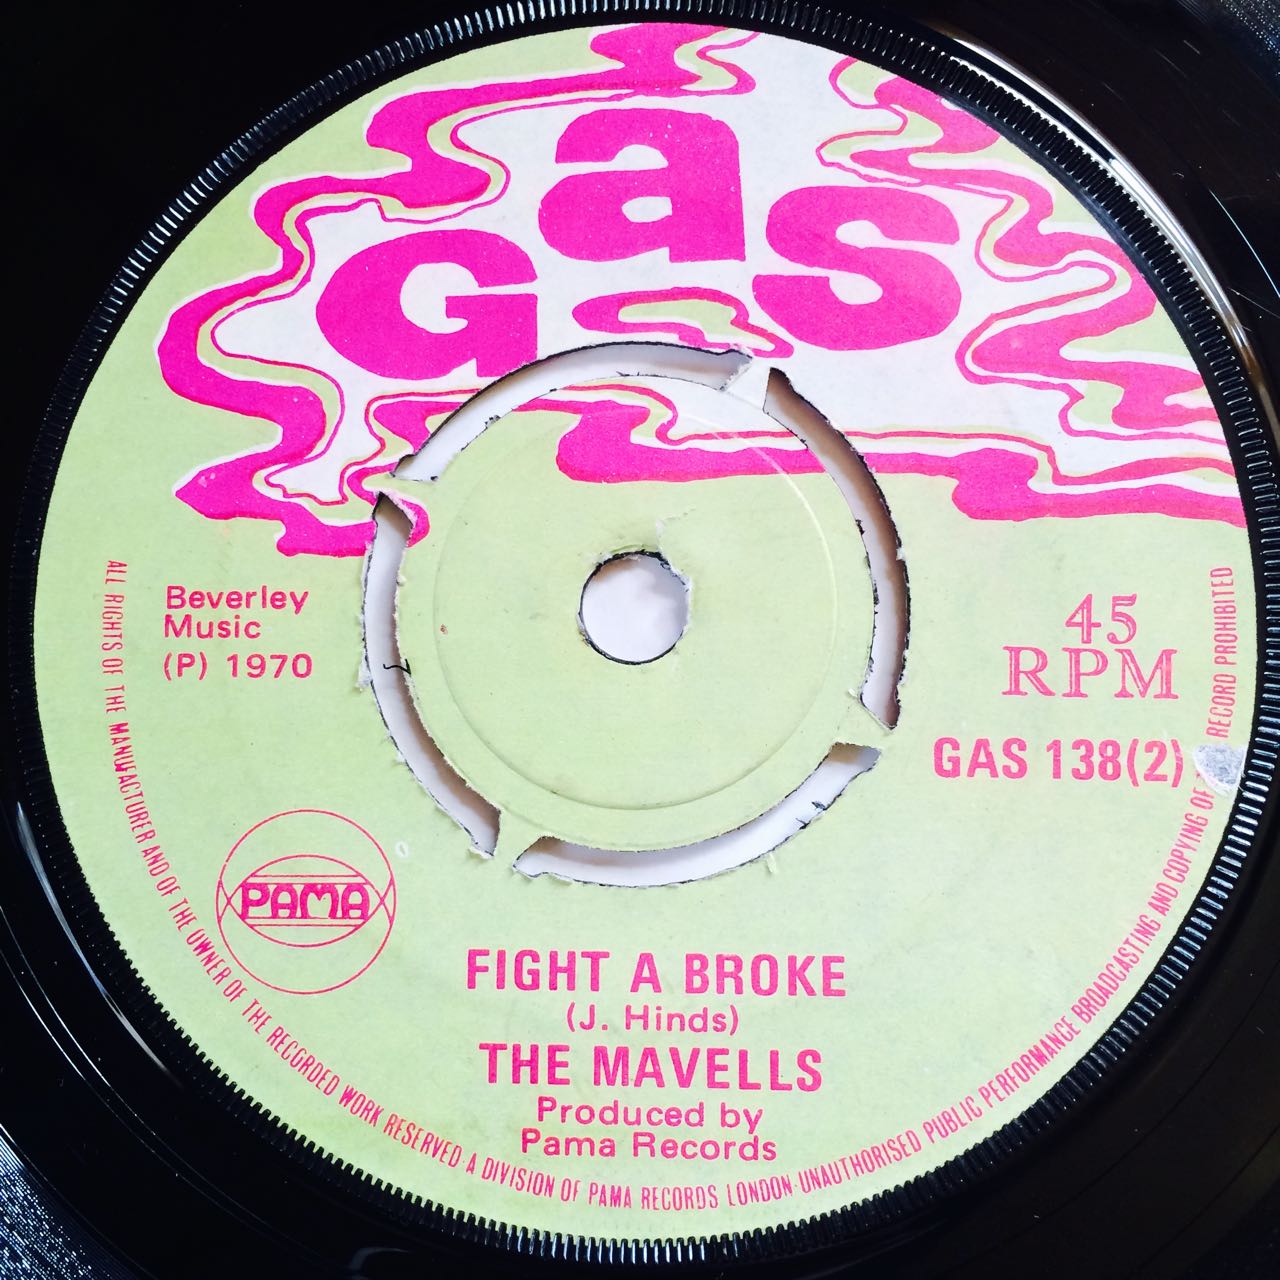 Gas
Beverley
Music
(P) 1970
45
RPM
GAS 138(2)
PAMA
FIGHT A BROKE
(J. Hinds)
THE MAVELLS
Produced by
Pama Records
ALL RIGHTS OF THE MANUFACTURER AND OF THE OWNER OF THE RECORDED WORK RESERVED·A DIVISION OF PAMA RECORDS LONDON·UNAUTHORISED PUBLIC PERFORMANCE BROADCASTING AND COPYING OF RECORD PROHIBITED